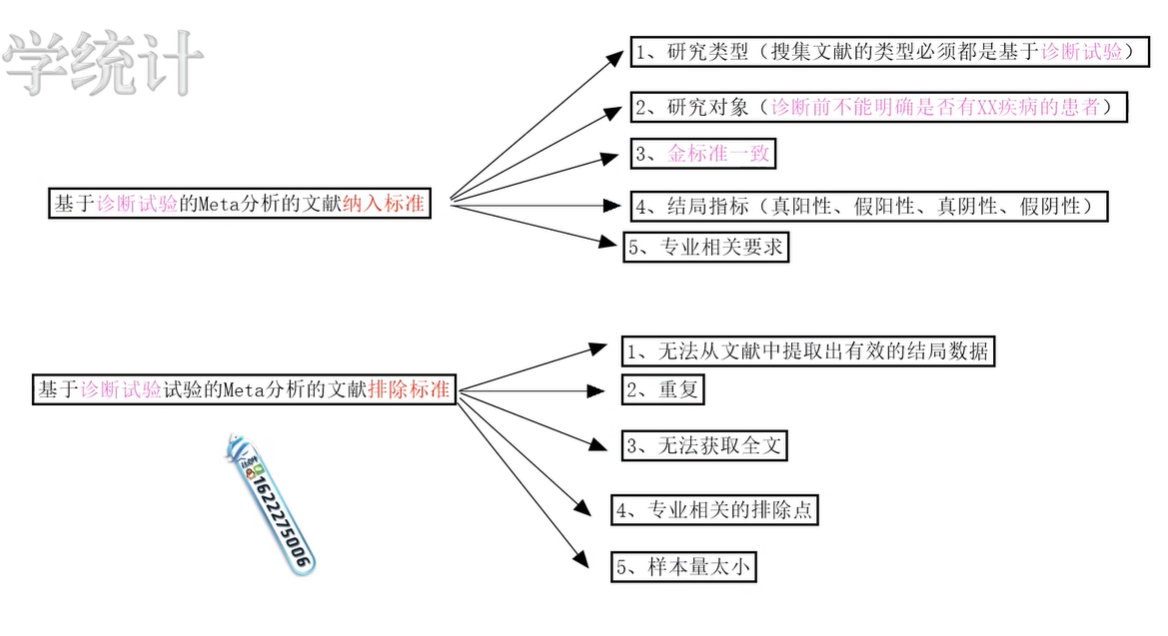 学统计
1、研究类型（搜集文献的类型必须都是基于诊断试验）
2、研究对象（诊断前不能明确是否有XX疾病的患者）
3、金标准一致
基于诊断试验的Meta分析的文献纳入标准
4、结局指标（真阳性、假阳性、真阴性、假阴性）
5、专业相关要求
1、无法从文献中提取出有效的结局数据
基于诊断试验试验的Meta分析的文献排除标准
2、重复
3、无法获取全文
4、专业相关的排除点
5、样本量太小
1622275006